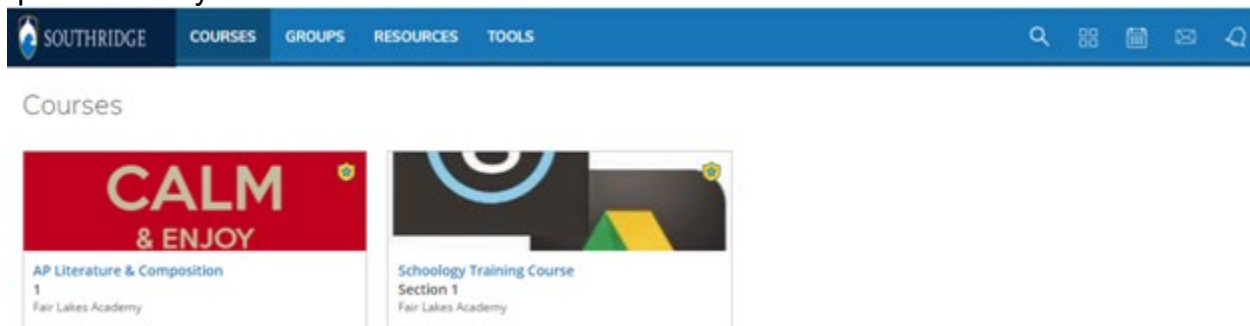 SOUTHRIDGE COURSES GROUPS RESOURCES TOOLS
Courses
CALM
& ENJOY
AP Literature & Composition
1
Fair Lakes Academy
Schoology Training Course
Section 1
Fair Lakes Academy